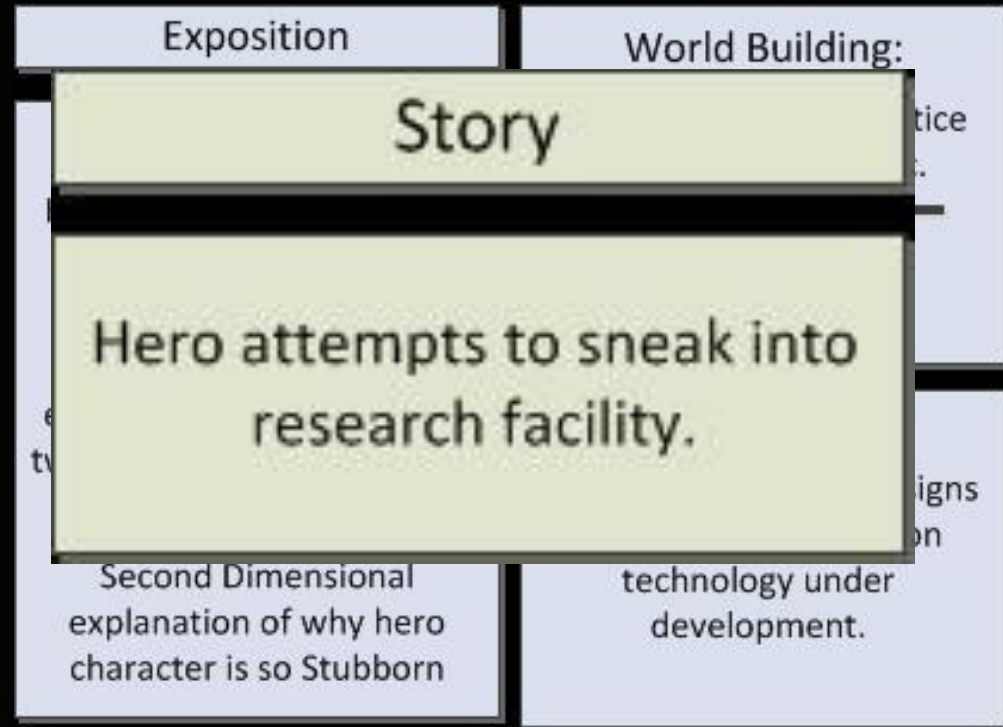 Exposition
World Building:
Story
Hero attempts to sneak into
research facility.
Second Dimensional
explanation of why hero
character is so Stubborn
technology under
development.